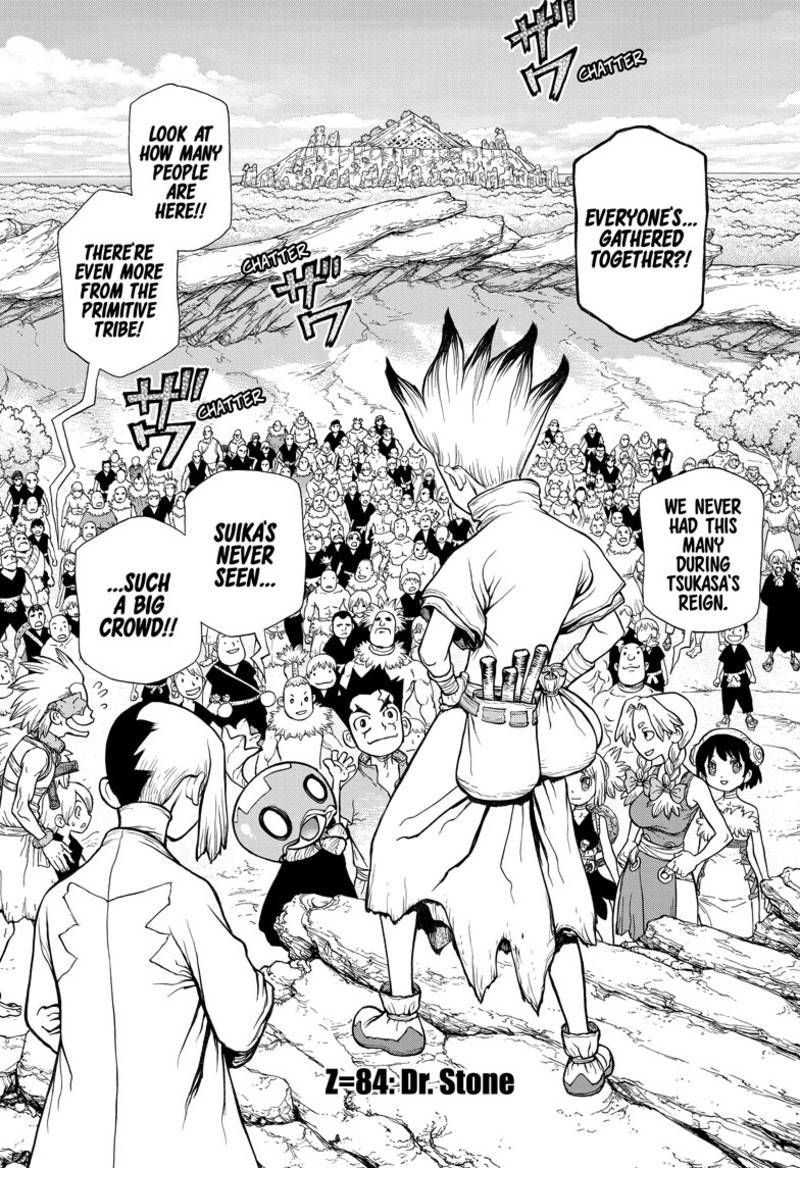 ザワ
CHATTER
EVERYONE'S...
GATHERED
TOGETHER?!
LOOK AT
HOW MANY
PEOPLE
ARE
HERE!!
THERE'RE
EVEN MORE
FROM THE
PRIMITIVE
TRIBE!
CHATTER
ザワ
ザワ
CHATTER
WE NEVER
HAD THIS
MANY
DURING
TSUKASA'S
REIGN.
SUIKA'S
NEVER
SEEN...
...SUCH
A BIG
CROWD!!
Z=84: Dr. Stone